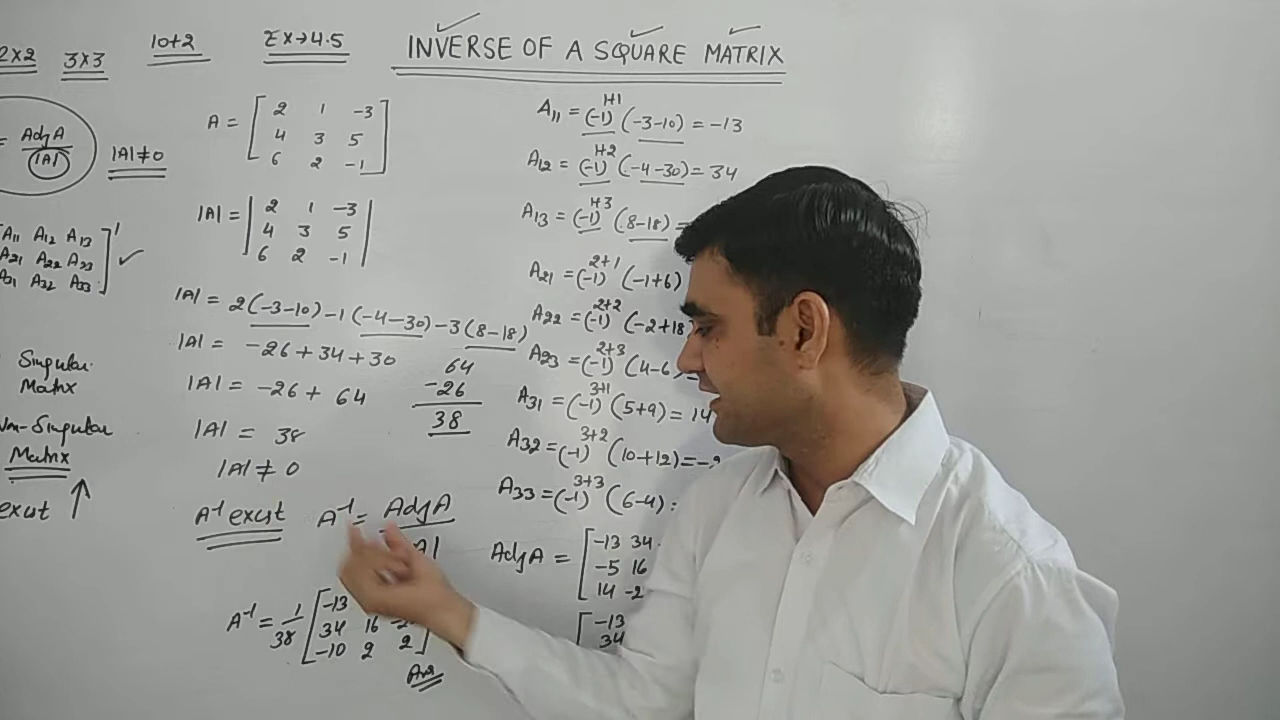 2x2 3x3 10+2 Ex→4.5 INVERSE OF A SQUARE MATRIX
= Adj A / |A| |A| ≠ 0
A11 A12 A13
A21 A22 A23
A31 A32 A33 ]' ✓
Singular
Matrix
Non-Singular
Matrix
exist ↑
A = [ 2 1 -3
4 3 5
6 2 -1 ]
|A| = | 2 1 -3
4 3 5
6 2 -1 |
|A| = 2(-3-10)-1(-4-30)-3(8-18)
|A| = -26+34+30
|A| = -26+ 64
64
-26
38
|A| = 38
|A| ≠ 0
A⁻¹ exist A⁻¹ = Adj A
A|
A⁻¹ = 1/38 [ -13
34 16
-10 2 2 ]
Ans
A11 = (-1)^1+1 (-3-10) = -13
A12 = (-1)^1+2 (-4-30) = 34
A13 = (-1)^1+3 (8-18) =
A21 = (-1)^2+1 (-1+6)
A22 = (-1)^2+2 (-2+18
A23 = (-1)^2+3 (4-6)
A31 = (-1)^3+1 (5+9) = 14
A32 = (-1)^3+2 (10+12) = -2
A33 = (-1)^3+3 (6-4) =
Adj A = [ -13 34
-5 16
14 -2
[ -13
34